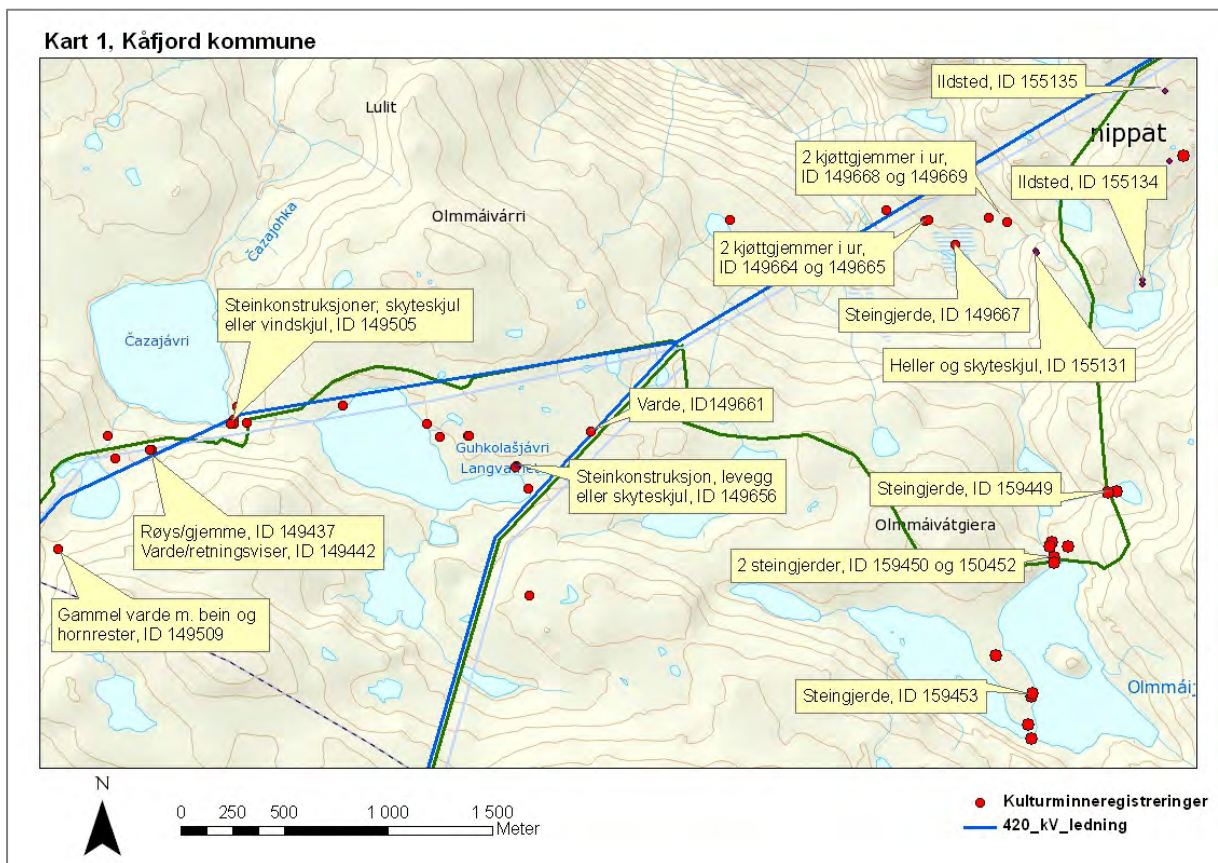 Kart 1, Kåfjord kommune
Ildsted, ID 155135
Lulit
nippat
2 kjøttgjemmer i ur,
ID 149668 og 149669
Ildsted, ID 155134
Olmmáivárri
Čazajohka
2 kjøttgjemmer i ur,
ID 149664 og 149665
Steinkonstruksjoner; skyteskjul
eller vindskjul, ID 149505
Steingjerde, ID 149667
Čazajávri
Heller og skyteskjul, ID 155131
Varde, ID149661
Guhkolašjávri
Steinkonstruksjon, levegg
eller skyteskjul, ID 149656
Steingjerde, ID 159449
Røys/gjemme, ID 149437
Varde/retningsviser, ID 149442
Olmmáivátgiera
2 steingjerder, ID 159450 og 150452
Gammel varde m. bein og
hornrester, ID 149509
Steingjerde, ID 159453
N
0 250 500 1 000 1 500
Meter
Kulturminneregistreringer
420_kV_ledning